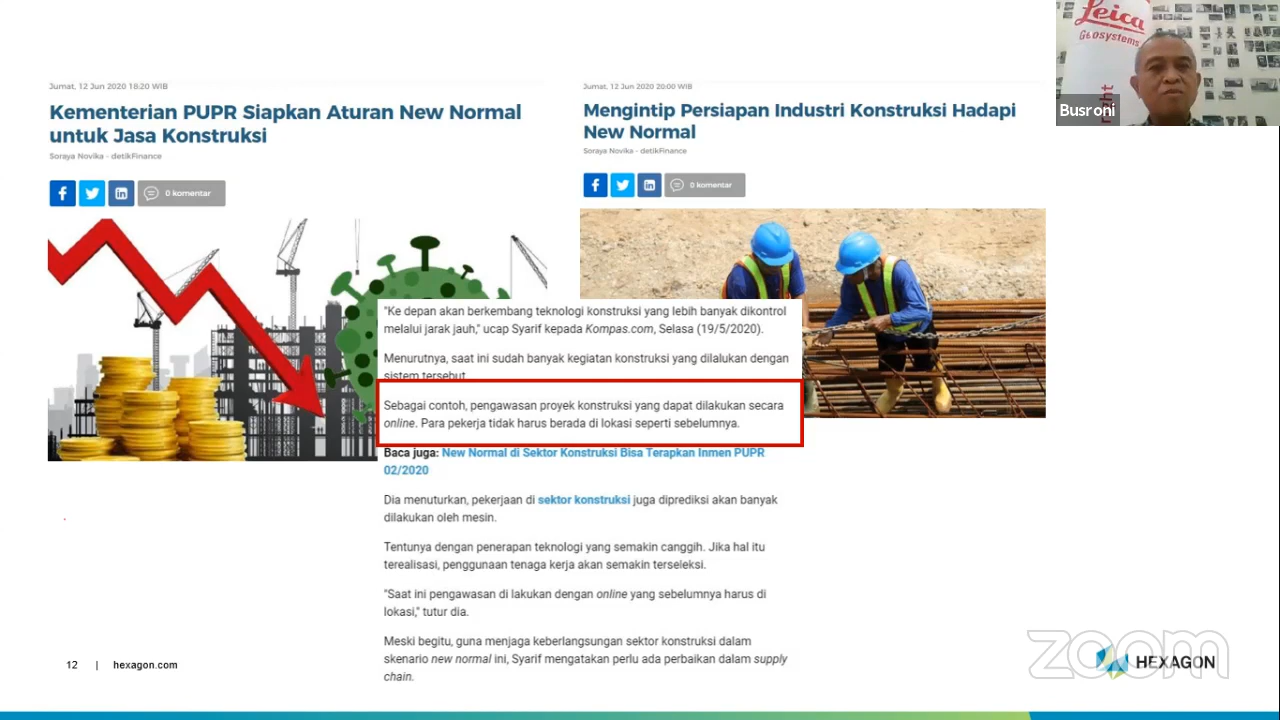 Jumat, 12 Jun 2020 18:20 WIB
Kementerian PUPR Siapkan Aturan New Normal
untuk Jasa Konstruksi
Soraya Novika - detikFinance
0 komentar
Jumat, 12 Jun 2020 20:00 WIB
Mengintip Persiapan Industri Konstruksi Hadapi
New Normal
Soraya Novika - detikFinance
0 komentar
"Ke depan akan berkembang teknologi konstruksi yang lebih banyak dikontrol
melalui jarak jauh," ucap Syarif kepada Kompas.com, Selasa (19/5/2020).
Menurutnya, saat ini sudah banyak kegiatan konstruksi yang dilalukan dengan
sistem tersebut.
Sebagai contoh, pengawasan proyek konstruksi yang dapat dilakukan secara
online. Para pekerja tidak harus berada di lokasi seperti sebelumnya.
Baca juga: New Normal di Sektor Konstruksi Bisa Terapkan Inmen PUPR
02/2020
Dia menuturkan, pekerjaan di sektor konstruksi juga diprediksi akan banyak
dilakukan oleh mesin.
Tentunya dengan penerapan teknologi yang semakin canggih. Jika hal itu
terealisasi, penggunaan tenaga kerja akan semakin terseleksi.
"Saat ini pengawasan di lakukan dengan online yang sebelumnya harus di
lokasi," tutur dia.
Meski begitu, guna menjaga keberlangsungan sektor konstruksi dalam
skenario new normal ini, Syarif mengatakan perlu ada perbaikan dalam supply
chain.
12 | hexagon.com
HEXAGON
zoom
Leica
Geosystems
Busroni